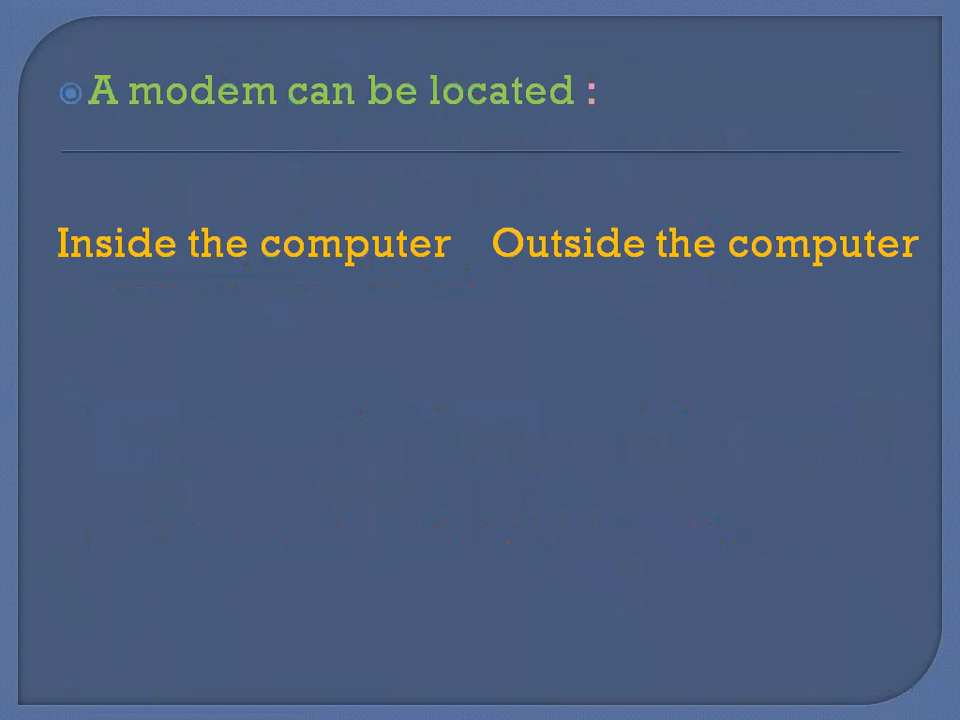 A modem can be located :
Inside the computer Outside the computer